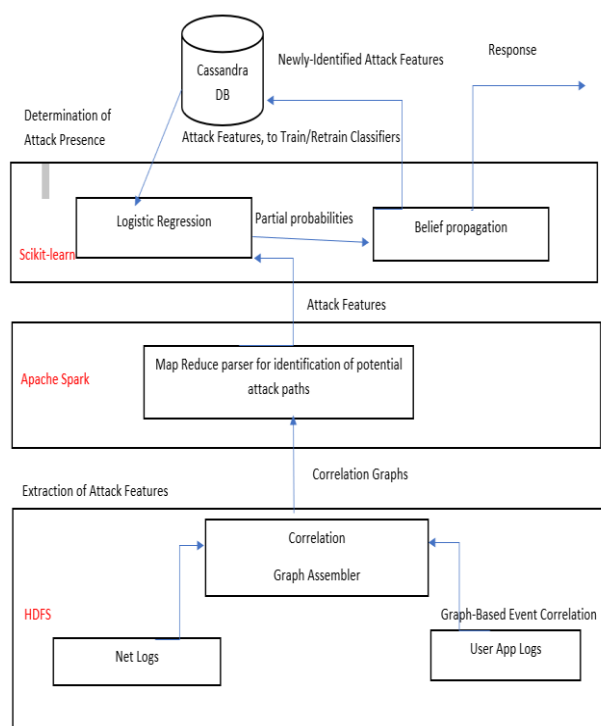 Cassandra
DB
Newly-Identified Attack Features
Response
Determination of
Attack Presence
Attack Features, to Train/Retrain Classifiers
Logistic Regression
Partial probabilities
Belief propagation
Scikit-learn
Attack Features
Map Reduce parser for identification of potential
attack paths
Apache Spark
Correlation Graphs
Extraction of Attack Features
Correlation
Graph Assembler
HDFS
Graph-Based Event Correlation
Net Logs
User App Logs